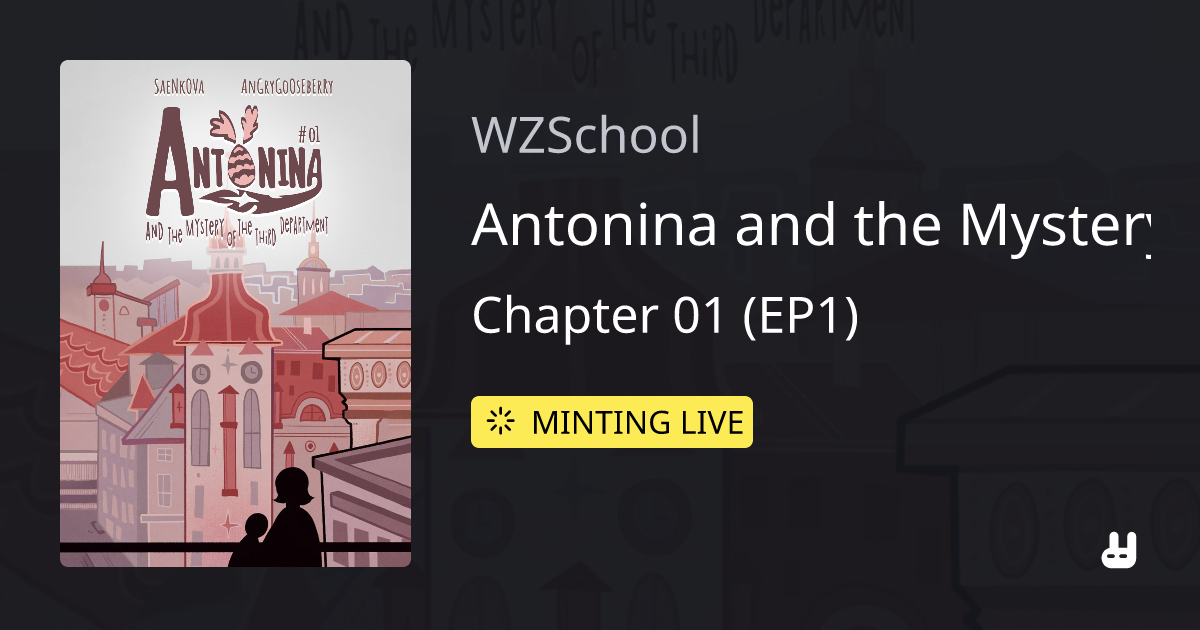 AND THE MYSTERY OF THE THIRD DEPARTMENT
SAENKOVA ANGRYGOOSEBERRY
#01
ANTONINA
AND THE MYSTERY OF THE THIRD DEPARTMENT
WZSchool
Antonina and the Mystery
Chapter 01 (EP1)
MINTING LIVE